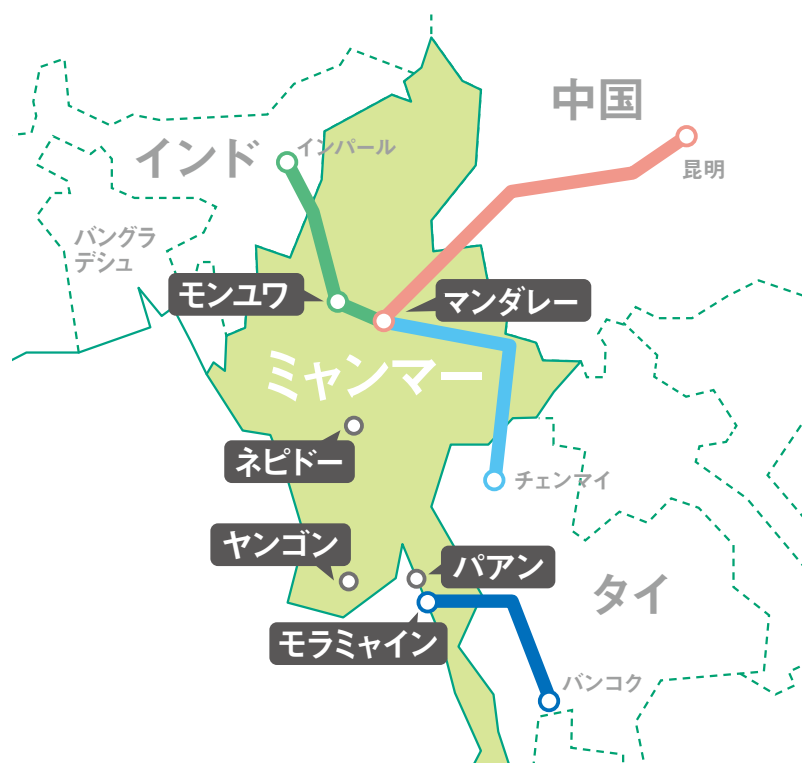 中国
インド
インパール
昆明
バングラ
デシュ
モンユワ
マンダレー
ミャンマー
ネピドー
チェンマイ
ヤンゴン
パアン
タイ
モラミャイン
バンコク